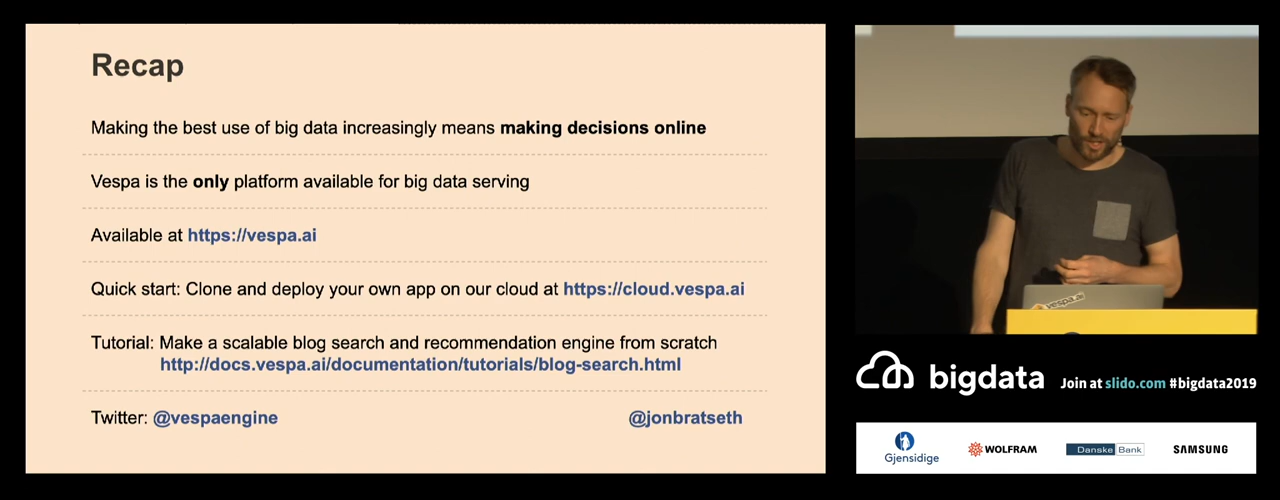 Recap
Making the best use of big data increasingly means making decisions online
Vespa is the only platform available for big data serving
Available at https://vespa.ai
Quick start: Clone and deploy your own app on our cloud at https://cloud.vespa.ai
Tutorial: Make a scalable blog search and recommendation engine from scratch
http://docs.vespa.ai/documentation/tutorials/blog-search.html
Twitter: @vespaengine @jonbratseth
vespa.ai
bigdata
Join at slido.com #bigdata2019
Gjensidige
WOLFRAM
Danske Bank
SAMSUNG